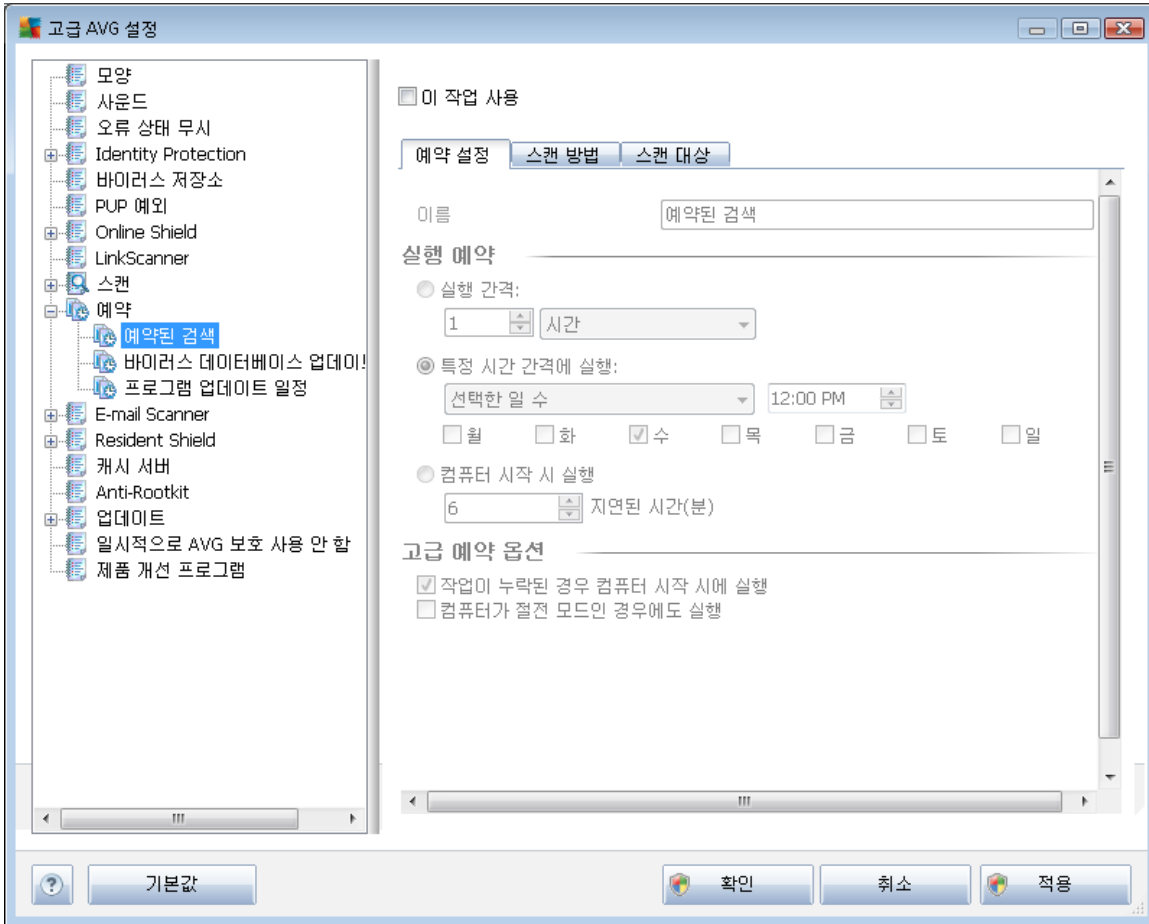 고급 AVG 설정
모양
사운드
오류 상태 무시
Identity Protection
바이러스 저장소
PUP 예외
Online Shield
LinkScanner
스캔
예약
예약된 검색
바이러스 데이터베이스 업데이
프로그램 업데이트 일정
E-mail Scanner
Resident Shield
캐시 서버
Anti-Rootkit
업데이트
일시적으로 AVG 보호 사용 안 함
제품 개선 프로그램
이 작업 사용
예약 설정 스캔 방법 스캔 대상
이름 예약된 검색
실행 예약
실행 간격:
1 시간
특정 시간 간격에 실행:
선택한 일 수 12:00 PM
월 화 수 목 금 토 일
컴퓨터 시작 시 실행
6 지연된 시간(분)
고급 예약 옵션
작업이 누락된 경우 컴퓨터 시작 시에 실행
컴퓨터가 절전 모드인 경우에도 실행
? 기본값 확인 취소 적용